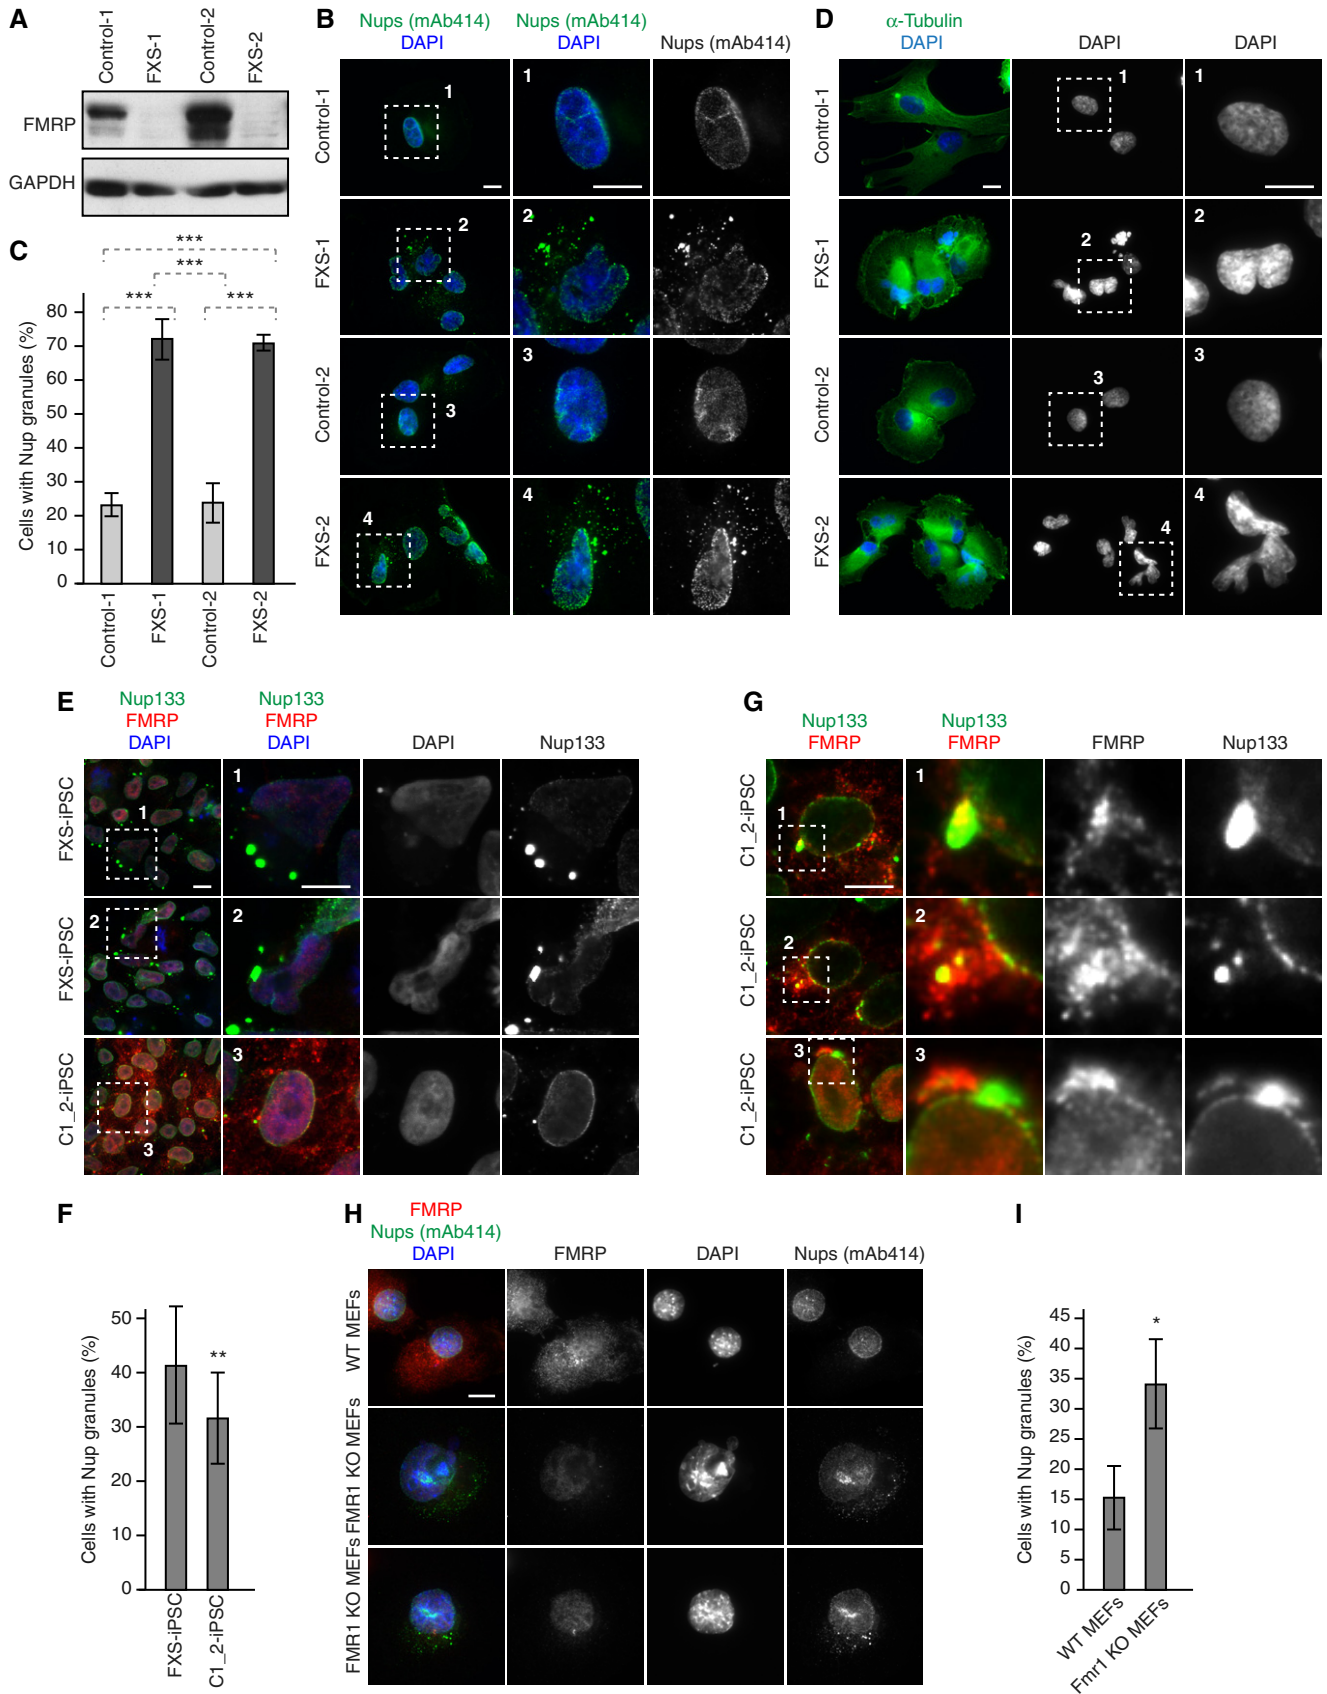 A
Control-1
FXS-1
Control-2
FXS-2
FMRP
GAPDH
B
Nups (mAb414)
DAPI
Nups (mAb414)
DAPI
Nups (mAb414)
Control-1
1
1
FXS-1
2
2
Control-2
3
3
FXS-2
4
4
C
***
***
***
***
Cells with Nup granules (%)
80
70
60
50
40
30
20
10
0
Control-1
FXS-1
Control-2
FXS-2
D
α-Tubulin
DAPI
DAPI
DAPI
Control-1
1
1
FXS-1
2
2
Control-2
3
3
FXS-2
4
4
E
Nup133
FMRP
DAPI
Nup133
FMRP
DAPI
DAPI
Nup133
FXS-iPSC
1
1
FXS-iPSC
2
2
C1_2-iPSC
3
3
G
Nup133
FMRP
Nup133
FMRP
FMRP
Nup133
C1_2-iPSC
1
1
C1_2-iPSC
2
2
C1_2-iPSC
3
3
F
Cells with Nup granules (%)
50
40
30
20
10
0
**
FXS-iPSC
C1_2-iPSC
H
FMRP
Nups (mAb414)
DAPI
FMRP
DAPI
Nups (mAb414)
WT MEFs
FMR1 KO MEFs
FMR1 KO MEFs
I
Cells with Nup granules (%)
45
40
35
30
25
20
15
10
5
0
*
WT MEFs
Fmr1 KO MEFs